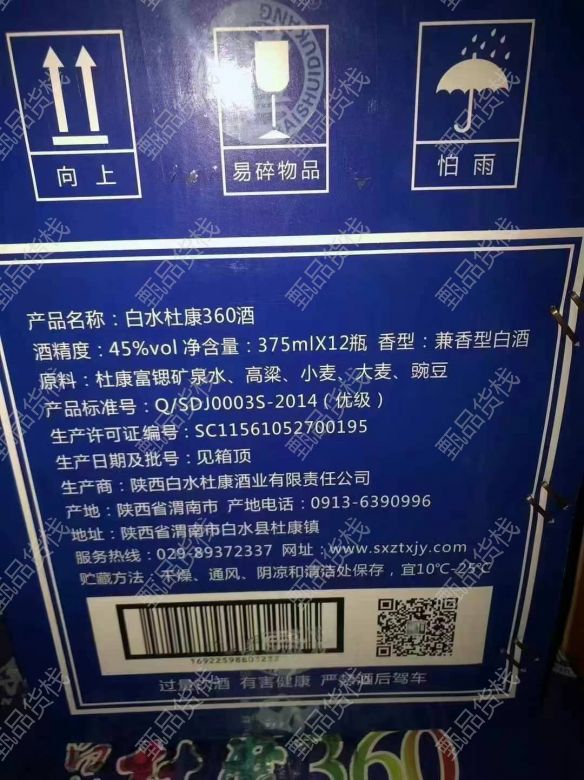 向上
易碎物品
怕雨
产品名称：白水杜康360酒
酒精度：45%vol 净含量：375mlX12瓶 香型：兼香型白酒
原料：杜康富锶矿泉水、高粱、小麦、大麦、豌豆
产品标准号：Q/SDJ0003S-2014（优级）
生产许可证编号：SC11561052700195
生产日期及批号：见箱顶
生产商：陕西白水杜康酒业有限责任公司
产地：陕西省渭南市 产地电话：0913-6390996
地址：陕西省渭南市白水县杜康镇
服务热线：029-89372337 网址：www.sxztxjy.com
贮藏方法：干燥、通风、阴凉和清洁处保存，宜10℃-25℃
过量饮酒 有害健康 严禁酒后驾车
杜康360
甄品货栈